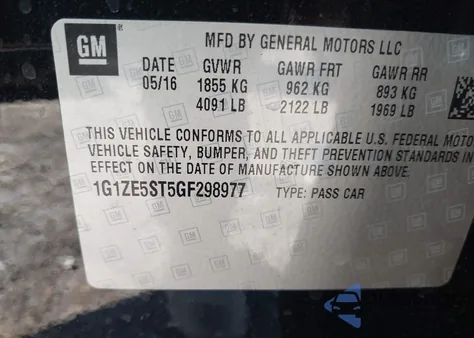 GM
MFD BY GENERAL MOTORS LLC
DATE GVWR GAWR FRT GAWR RR
05/16 1855 KG 962 KG 893 KG
4091 LB 2122 LB 1969 LB
THIS VEHICLE CONFORMS TO ALL APPLICABLE U.S. FEDERAL MOTO
VEHICLE SAFETY, BUMPER, AND THEFT PREVENTION STANDARDS IN
EFFECT ON THE DATE OF MANUFACTURE SHOWN ABOVE.
1G1ZE5ST5GF298977 TYPE: PASS CAR